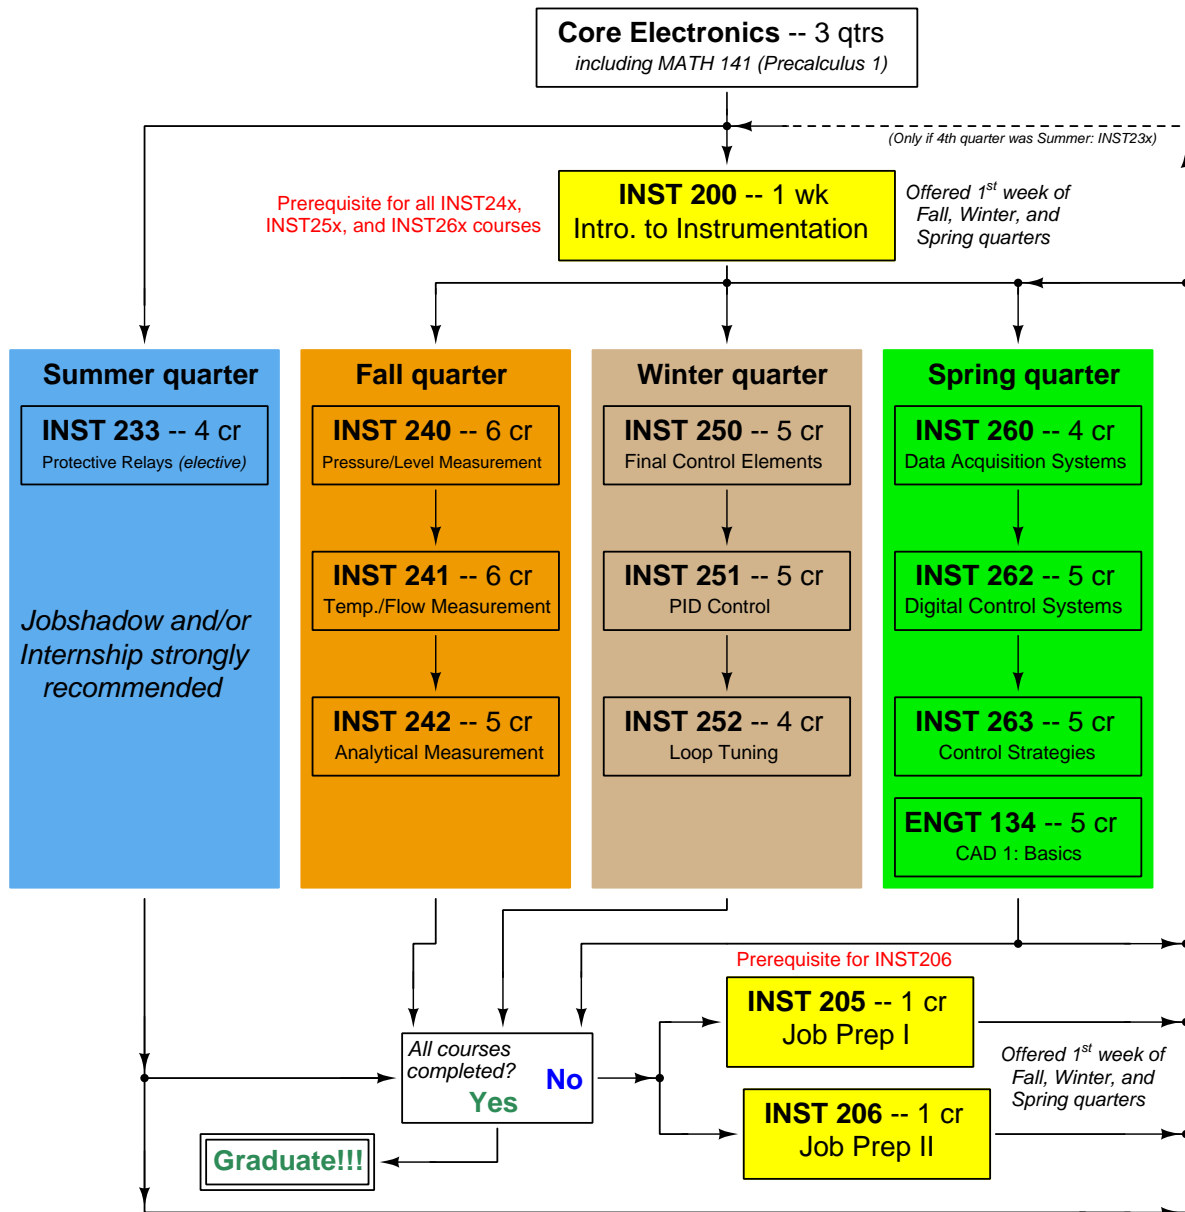 Core Electronics -- 3 qtrs
including MATH 141 (Precalculus 1)
(Only if 4th quarter was Summer: INST23x)
Prerequisite for all INST24x,
INST25x, and INST26x courses
INST 200 -- 1 wk
Intro. to Instrumentation
Offered 1st week of
Fall, Winter, and
Spring quarters
Summer quarter
INST 233 -- 4 cr
Protective Relays (elective)
Jobshadow and/or
Internship strongly
recommended
Fall quarter
INST 240 -- 6 cr
Pressure/Level Measurement
INST 241 -- 6 cr
Temp./Flow Measurement
INST 242 -- 5 cr
Analytical Measurement
Winter quarter
INST 250 -- 5 cr
Final Control Elements
INST 251 -- 5 cr
PID Control
INST 252 -- 4 cr
Loop Tuning
Spring quarter
INST 260 -- 4 cr
Data Acquisition Systems
INST 262 -- 5 cr
Digital Control Systems
INST 263 -- 5 cr
Control Strategies
ENGT 134 -- 5 cr
CAD 1: Basics
All courses
completed?
Yes
No
Graduate!!!
Prerequisite for INST206
INST 205 -- 1 cr
Job Prep I
INST 206 -- 1 cr
Job Prep II
Offered 1st week of
Fall, Winter, and
Spring quarters